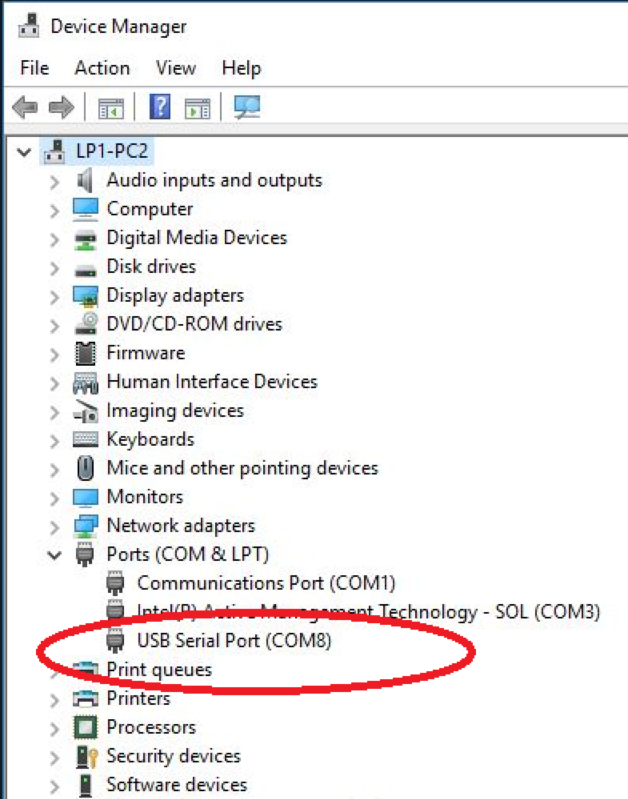 Device Manager
File Action View Help
LP1-PC2
Audio inputs and outputs
Computer
Digital Media Devices
Disk drives
Display adapters
DVD/CD-ROM drives
Firmware
Human Interface Devices
Imaging devices
Keyboards
Mice and other pointing devices
Monitors
Network adapters
Ports (COM & LPT)
Communications Port (COM1)
Intel(R) Active Management Technology - SOL (COM3)
USB Serial Port (COM8)
Print queues
Printers
Processors
Security devices
Software devices